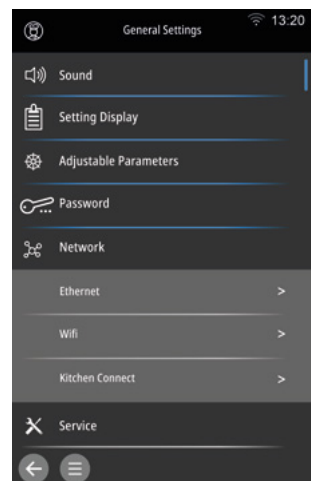 General Settings
13:20
Sound
Setting Display
Adjustable Parameters
Password
Network
Ethernet >
Wifi >
Kitchen Connect >
Service